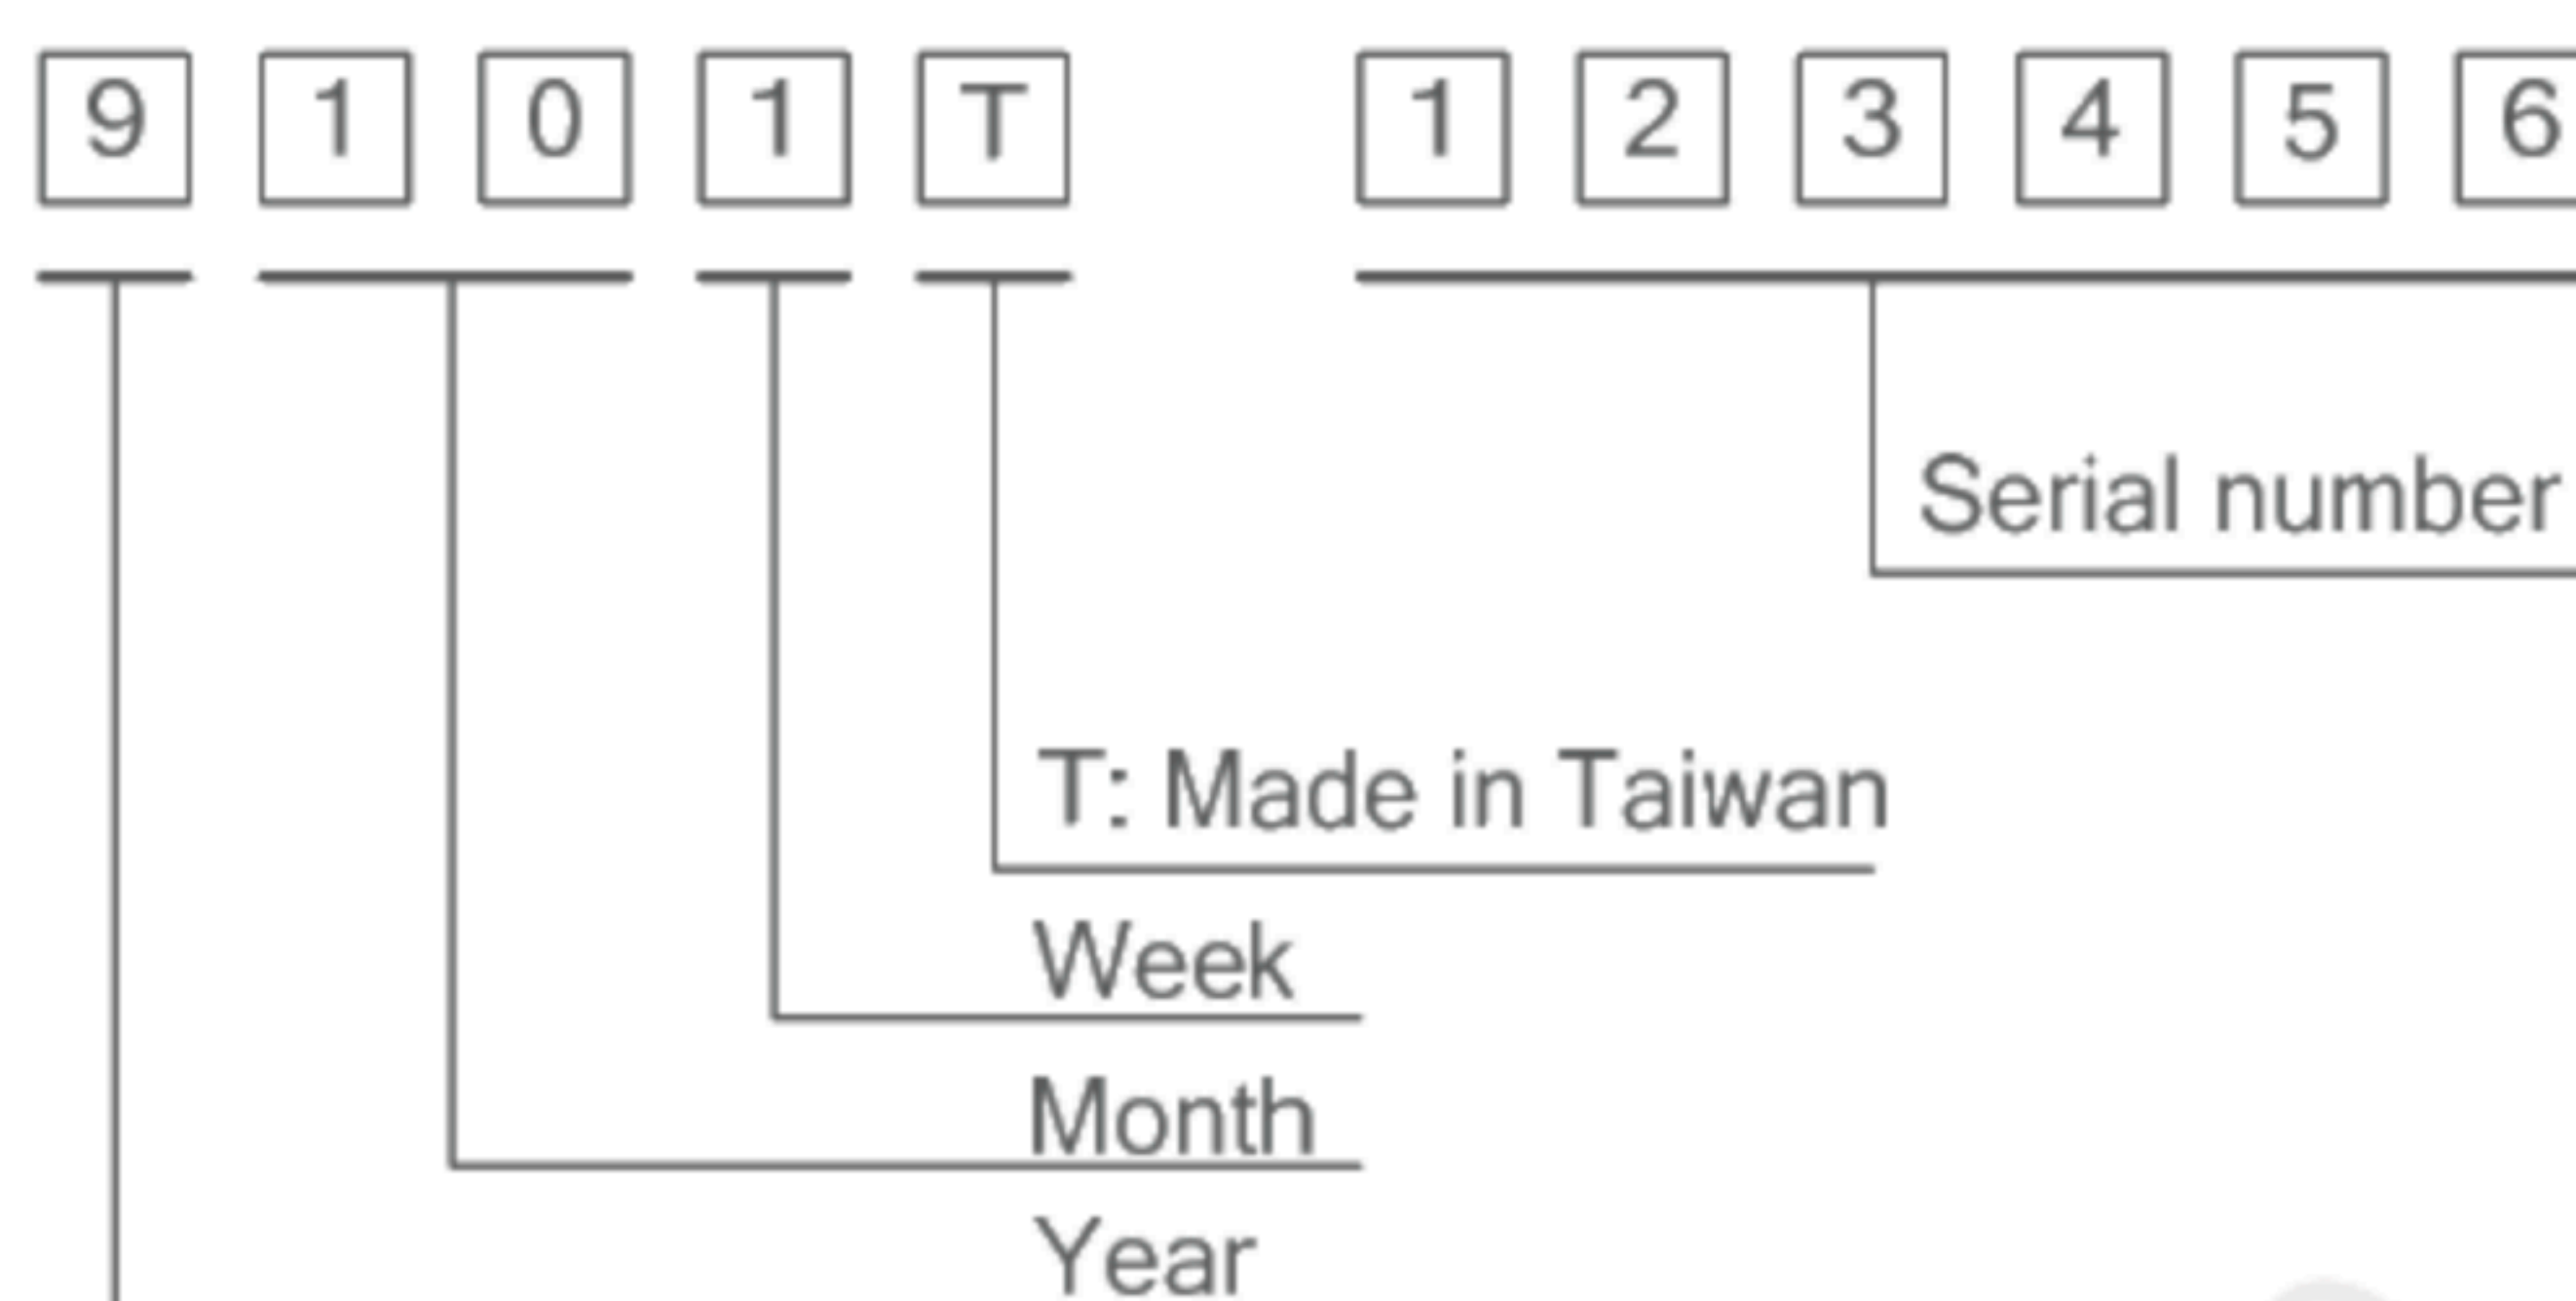 9 1 0 1 T 1 2 3 4 5 6
Serial number
T: Made in Taiwan
Week
Month
Year